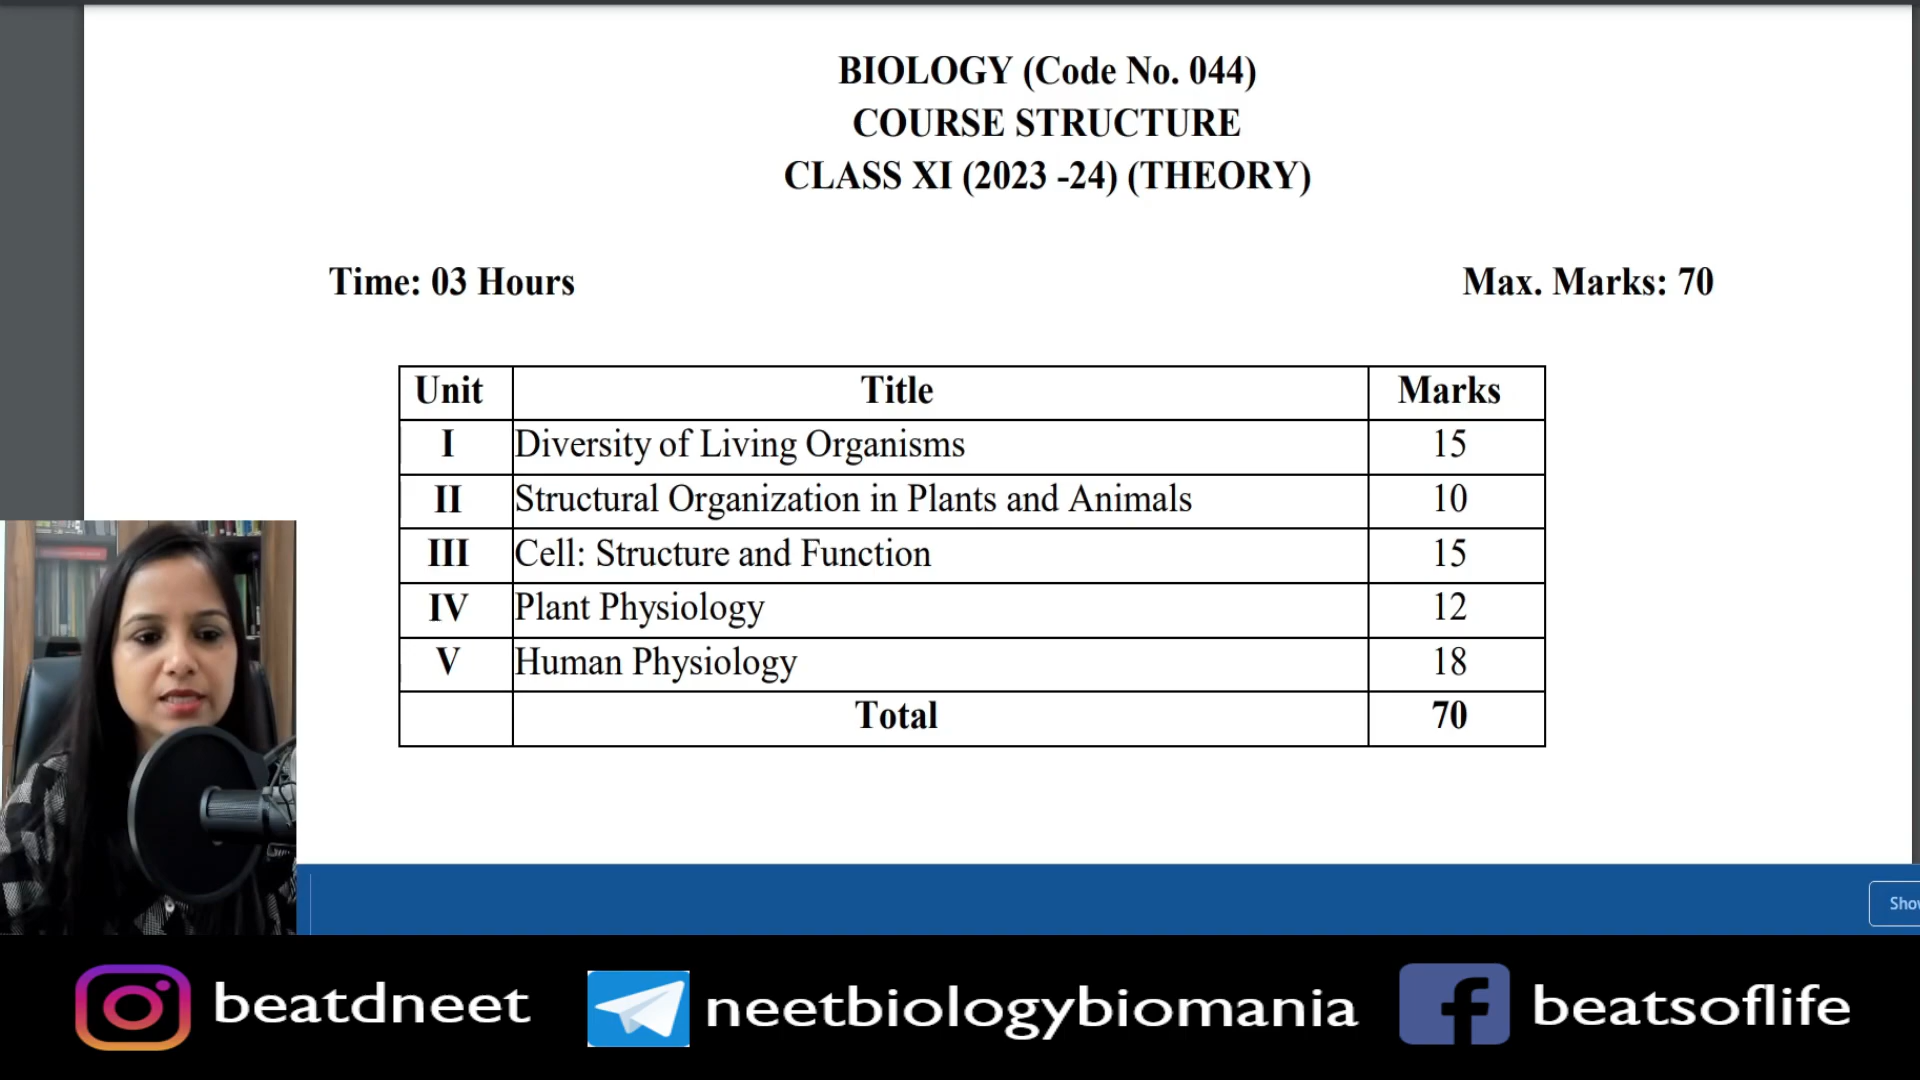 BIOLOGY (Code No. 044)
COURSE STRUCTURE
CLASS XI (2023 -24) (THEORY)
Time: 03 Hours Max. Marks: 70
Unit Title Marks
I Diversity of Living Organisms 15
II Structural Organization in Plants and Animals 10
III Cell: Structure and Function 15
IV Plant Physiology 12
V Human Physiology 18
Total 70
Sho
beatdneet neetbiologybiomania beatsoflife